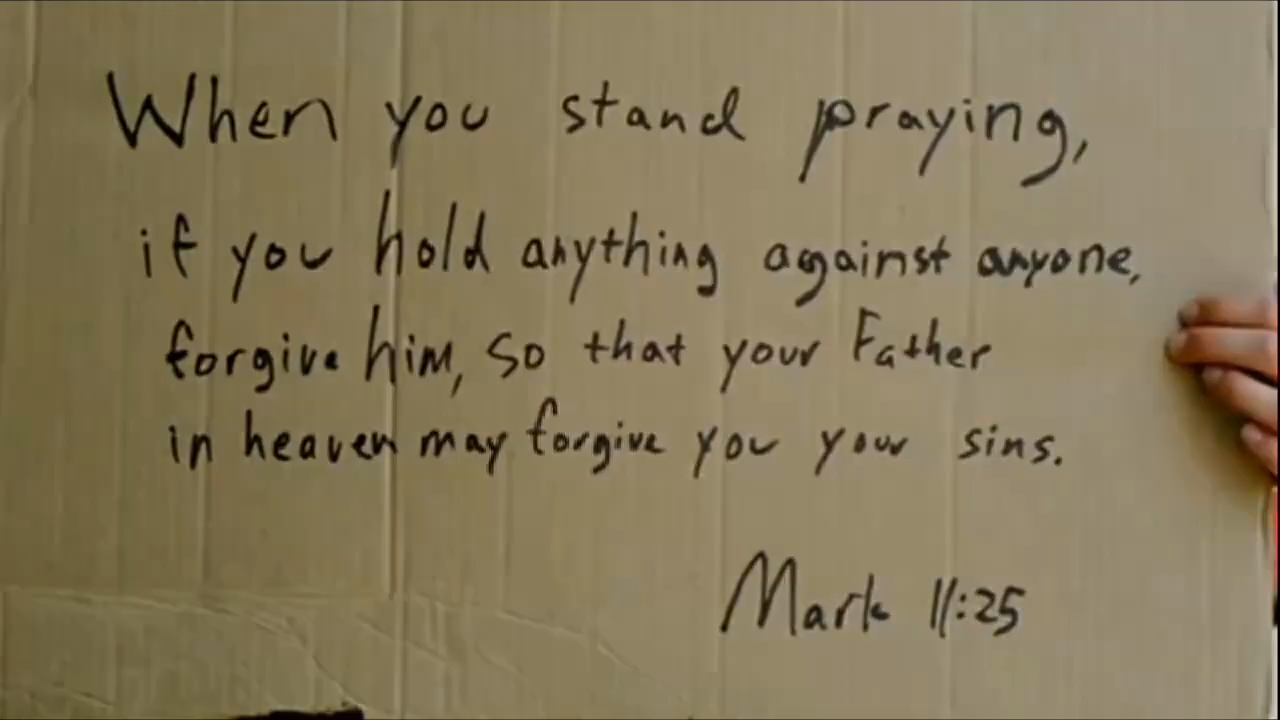 When you stand praying,
if you hold anything against anyone,
forgive him, so that your Father
in heaven may forgive you your sins.
Mark 11:25